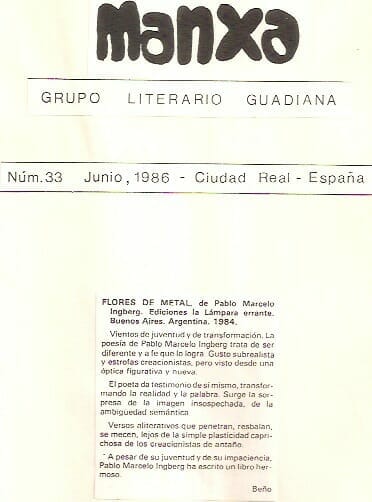 manxa
GRUPO LITERARIO GUADIANA
Núm.33 Junio, 1986 - Ciudad Real - España
FLORES DE METAL, de Pablo Marcelo
Ingberg. Ediciones la Lámpara errante.
Buenos Aires. Argentina. 1984.
Vientos de juventud y de transformación. La
poesía de Pablo Marcelo Ingberg trata de ser
diferente y a fe que lo logra. Gusto subrealista
y estrofas creacionistas, pero visto desde una
óptica figurativa y nueva.
El poeta da testimonio de sí mismo, transfor-
mando la realidad y la palabra. Surge la sor-
presa de la imagen insospechada, de la
ambigüedad semántica.
Versos aliterativos que penetran, resbalan,
se mecen, lejos de la simple plasticidad capri-
chosa de los creacionistas de antaño.
A pesar de su juventud y de su impaciencia,
Pablo Marcelo Ingberg ha escrito un libro her-
moso.
Beño